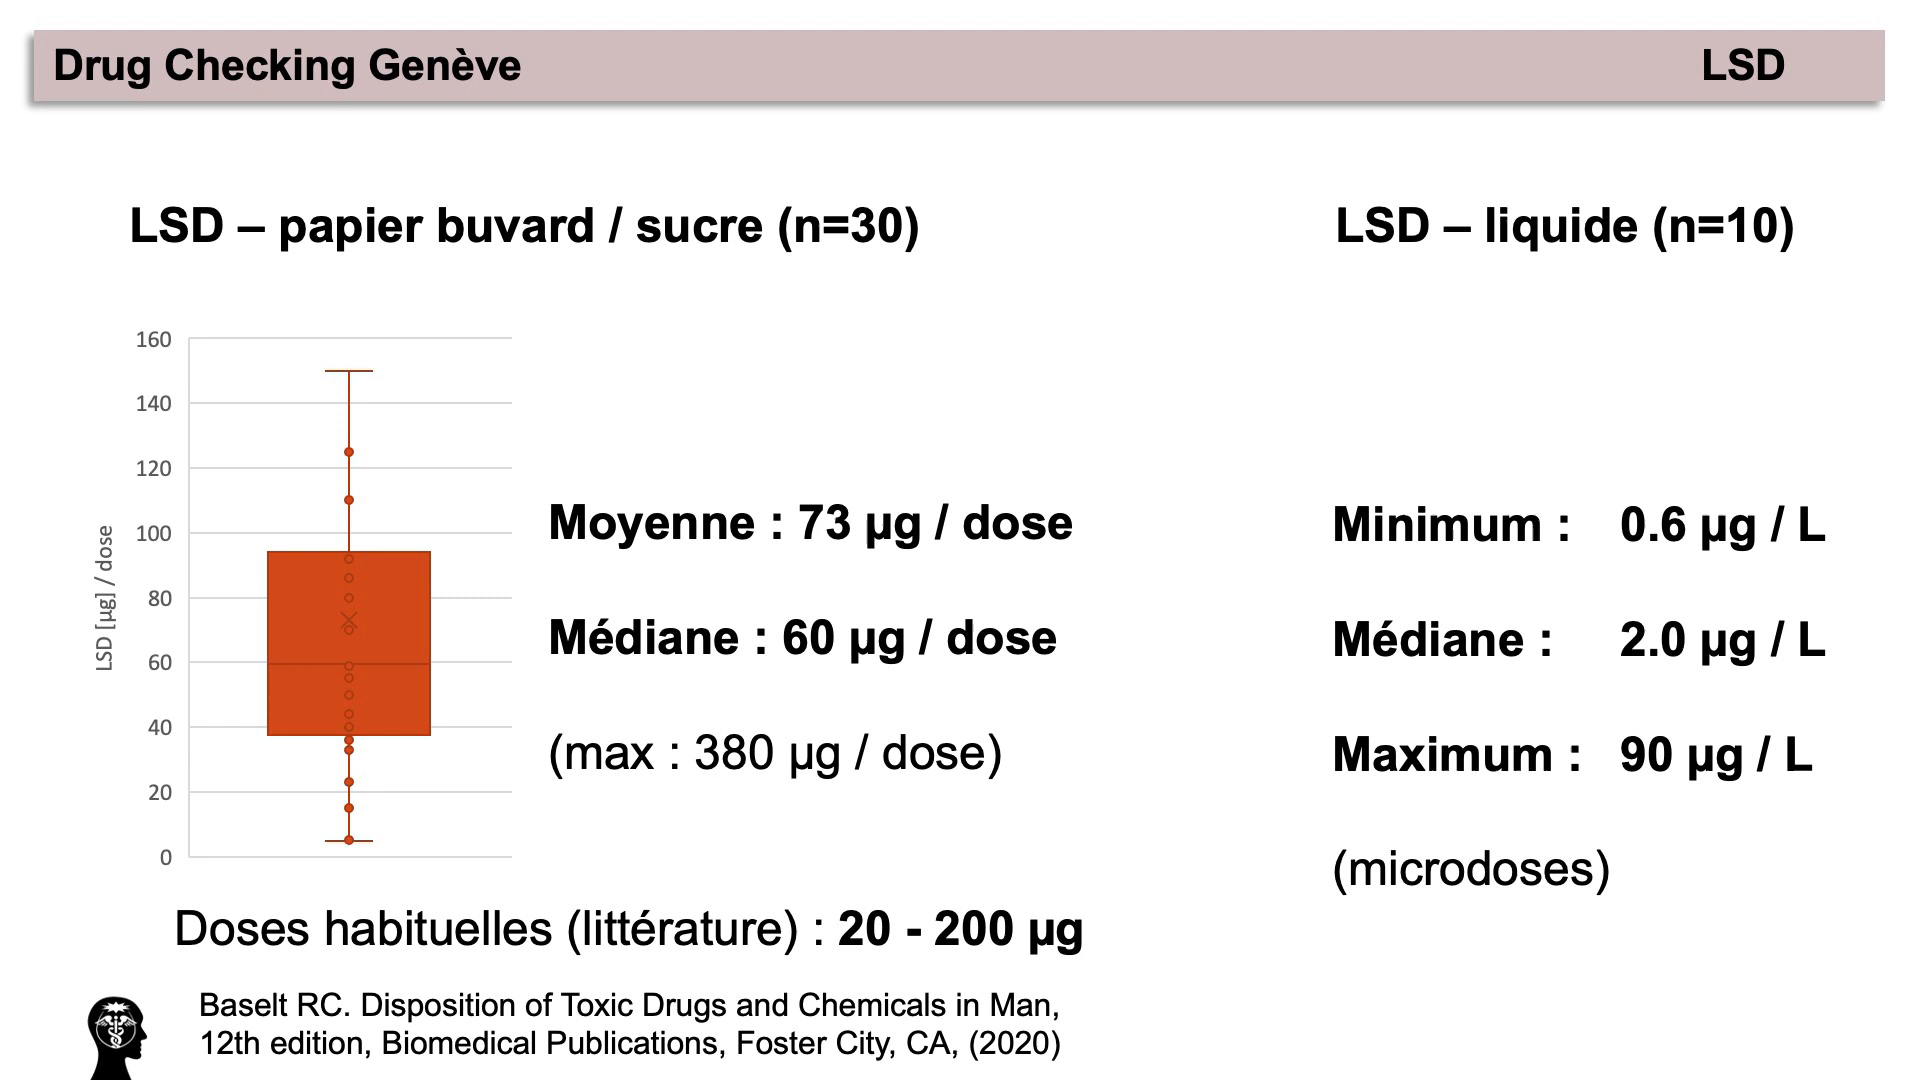 Drug Checking Genève
LSD
LSD – papier buvard / sucre (n=30)
LSD [µg] / dose
160
140
120
100
80
60
40
20
0
Moyenne : 73 µg / dose
Médiane : 60 µg / dose
(max : 380 µg / dose)
Doses habituelles (littérature) : 20 - 200 µg
LSD – liquide (n=10)
Minimum : 0.6 µg / L
Médiane : 2.0 µg / L
Maximum : 90 µg / L
(microdoses)
Baselt RC. Disposition of Toxic Drugs and Chemicals in Man,
12th edition, Biomedical Publications, Foster City, CA, (2020)